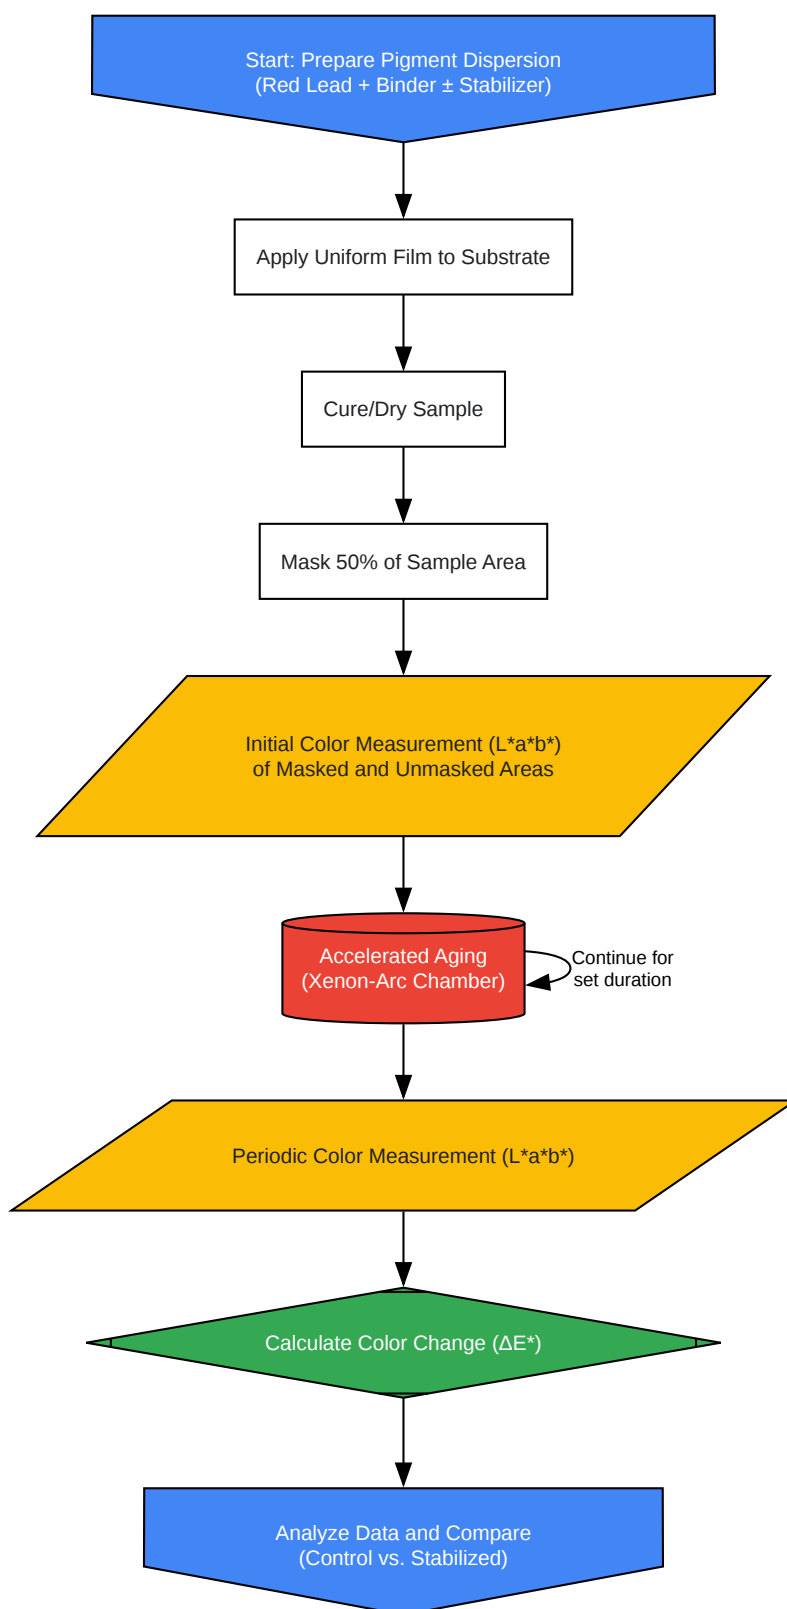 Start: Prepare Pigment Dispersion
(Red Lead + Binder ± Stabilizer)
Apply Uniform Film to Substrate
Cure/Dry Sample
Mask 50% of Sample Area
Initial Color Measurement (L*a*b*)
of Masked and Unmasked Areas
Accelerated Aging
(Xenon-Arc Chamber)
Continue for
set duration
Periodic Color Measurement (L*a*b*)
Calculate Color Change (ΔE*)
Analyze Data and Compare
(Control vs. Stabilized)